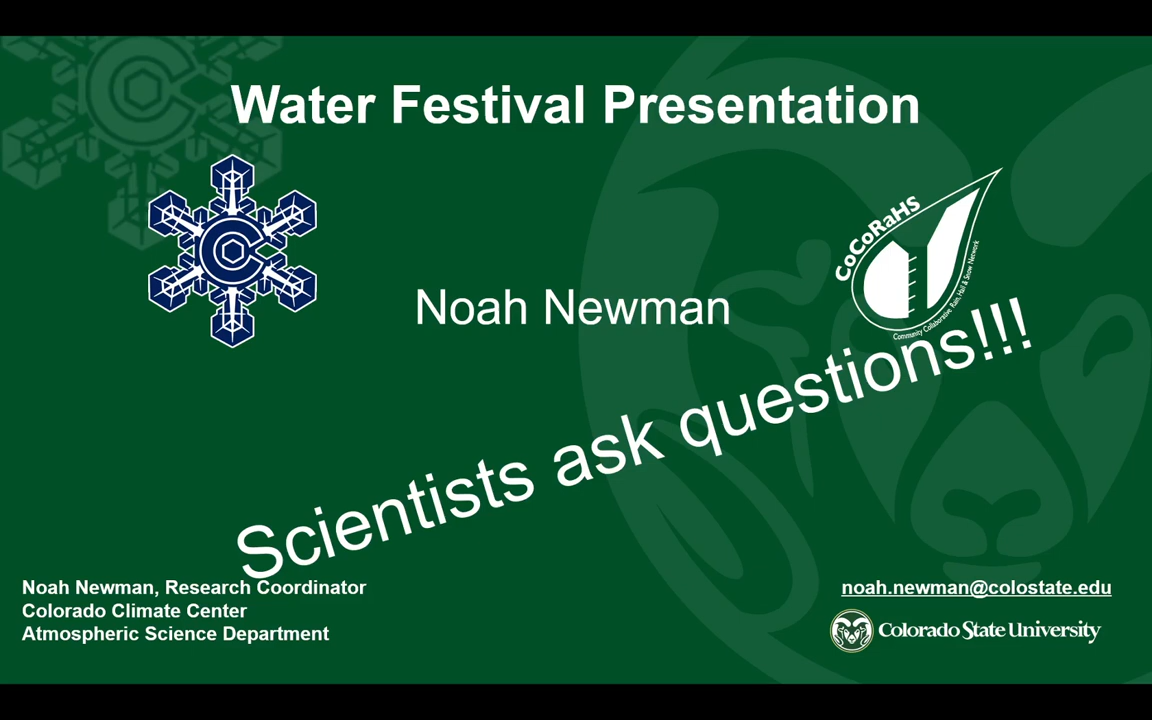 Water Festival Presentation
CoCoRaHS
Community Collaborative Rain, Hail & Snow Network
Noah Newman
Scientists ask questions!!!
Noah Newman, Research Coordinator
Colorado Climate Center
Atmospheric Science Department
noah.newman@colostate.edu
Colorado State University